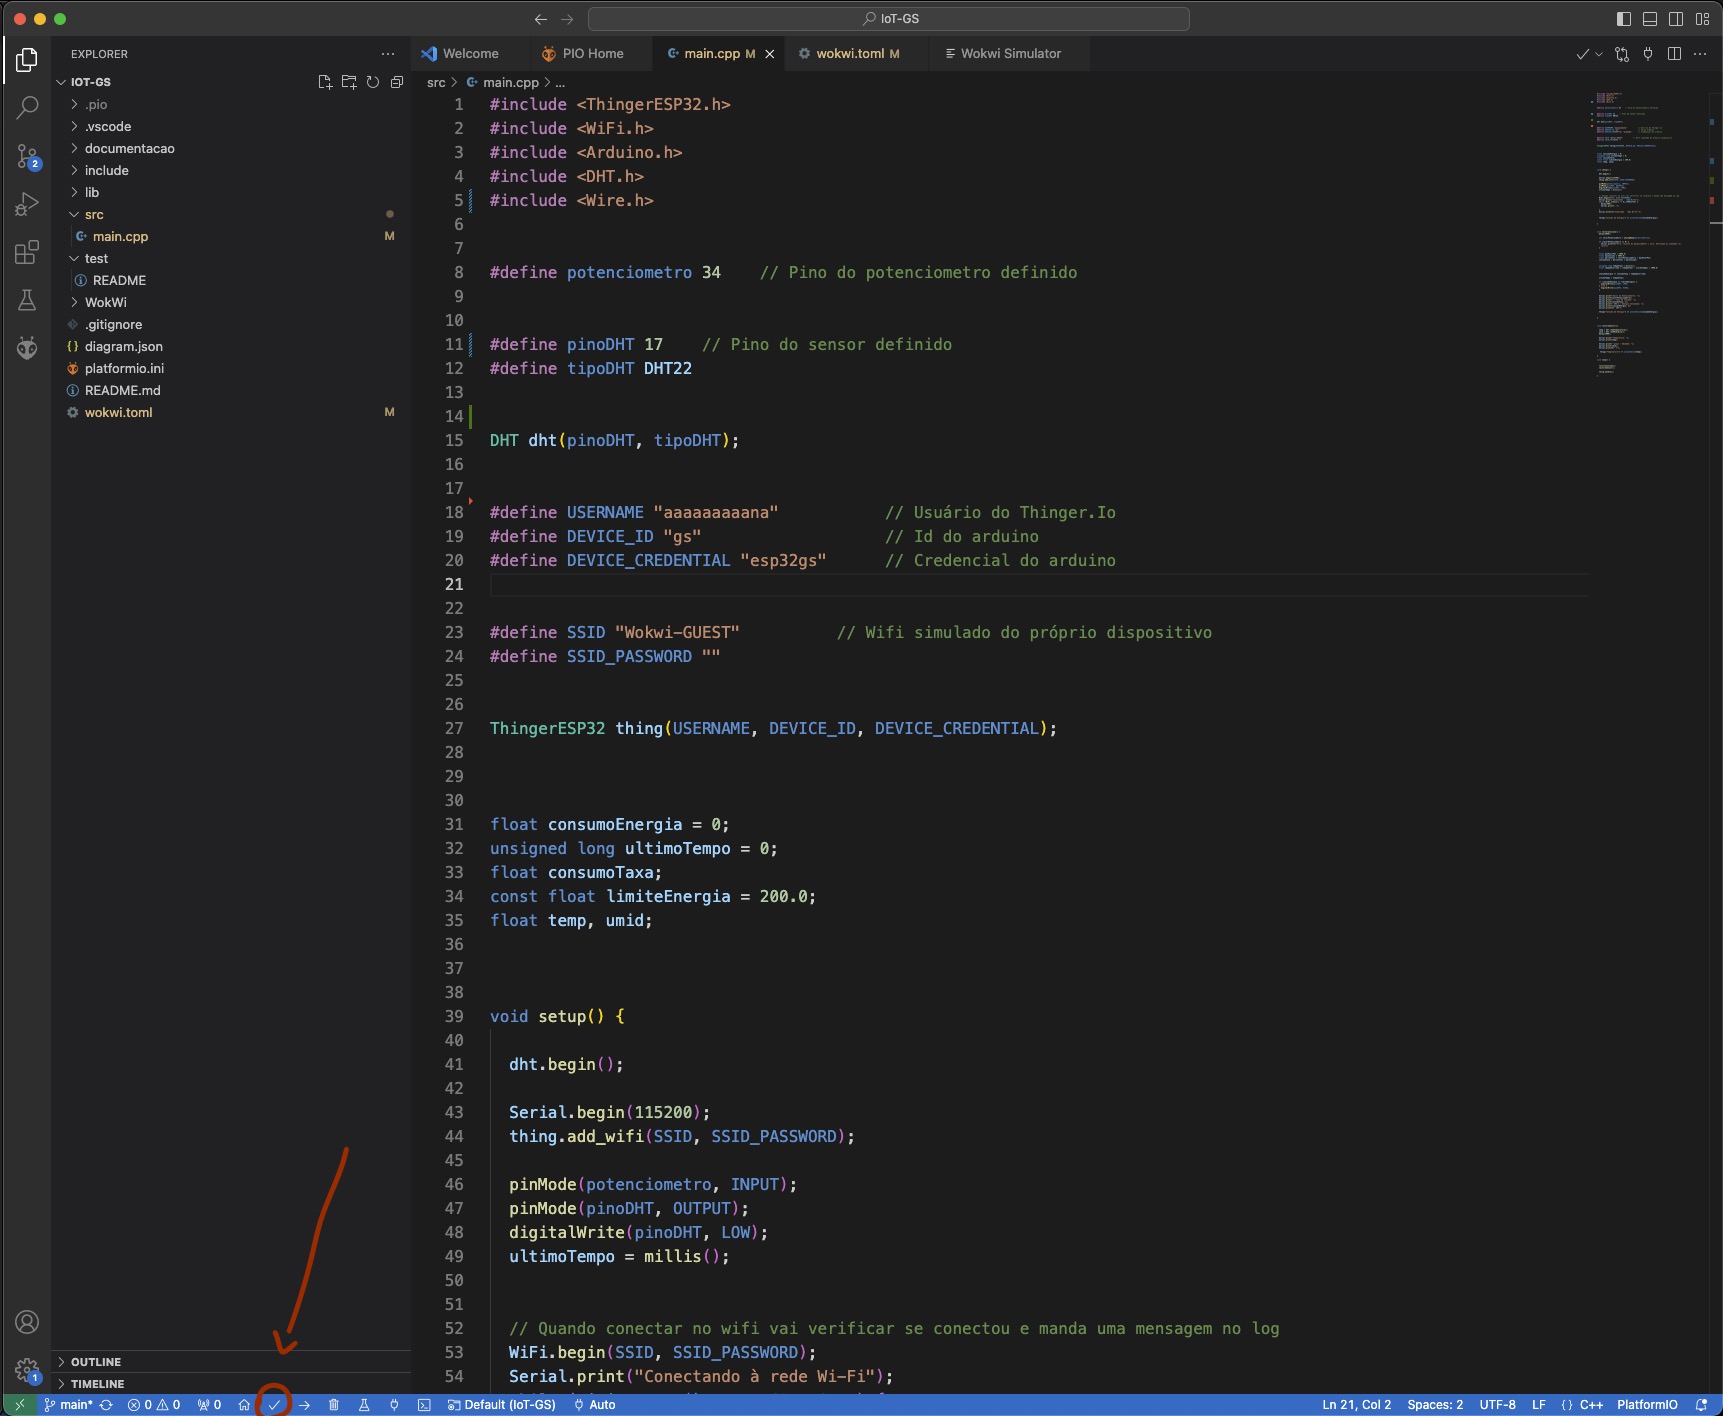 IoT-GS
EXPLORER
Welcome
PIO Home
main.cpp M
wokwi.toml M
Wokwi Simulator
IOT-GS
.pio
.vscode
documentacao
include
lib
src
main.cpp M
test
README
WokWi
.gitignore
diagram.json
platformio.ini
README.md
wokwi.toml M
2
src > main.cpp > ...
1 #include <ThingerESP32.h>
2 #include <WiFi.h>
3 #include <Arduino.h>
4 #include <DHT.h>
5 #include <Wire.h>
6
7
8 #define potenciometro 34 // Pino do potenciometro definido
9
10
11 #define pinoDHT 17 // Pino do sensor definido
12 #define tipoDHT DHT22
13
14
15 DHT dht(pinoDHT, tipoDHT);
16
17
18 #define USERNAME "aaaaaaaaana" // Usuário do Thinger.Io
19 #define DEVICE_ID "gs" // Id do arduino
20 #define DEVICE_CREDENTIAL "esp32gs" // Credencial do arduino
21
22
23 #define SSID "Wokwi-GUEST" // Wifi simulado do próprio dispositivo
24 #define SSID_PASSWORD ""
25
26
27 ThingerESP32 thing(USERNAME, DEVICE_ID, DEVICE_CREDENTIAL);
28
29
30
31 float consumoEnergia = 0;
32 unsigned long ultimoTempo = 0;
33 float consumoTaxa;
34 const float limiteEnergia = 200.0;
35 float temp, umid;
36
37
38
39 void setup() {
40
41 dht.begin();
42
43 Serial.begin(115200);
44 thing.add_wifi(SSID, SSID_PASSWORD);
45
46 pinMode(potenciometro, INPUT);
47 pinMode(pinoDHT, OUTPUT);
48 digitalWrite(pinoDHT, LOW);
49 ultimoTempo = millis();
50
51
52 // Quando conectar no wifi vai verificar se conectou e manda uma mensagem no log
53 WiFi.begin(SSID, SSID_PASSWORD);
54 Serial.print("Conectando à rede Wi-Fi");
OUTLINE
TIMELINE
1
main* 0 0 0 Default (IoT-GS) Auto
Ln 21, Col 2 Spaces: 2 UTF-8 LF {} C++ PlatformIO